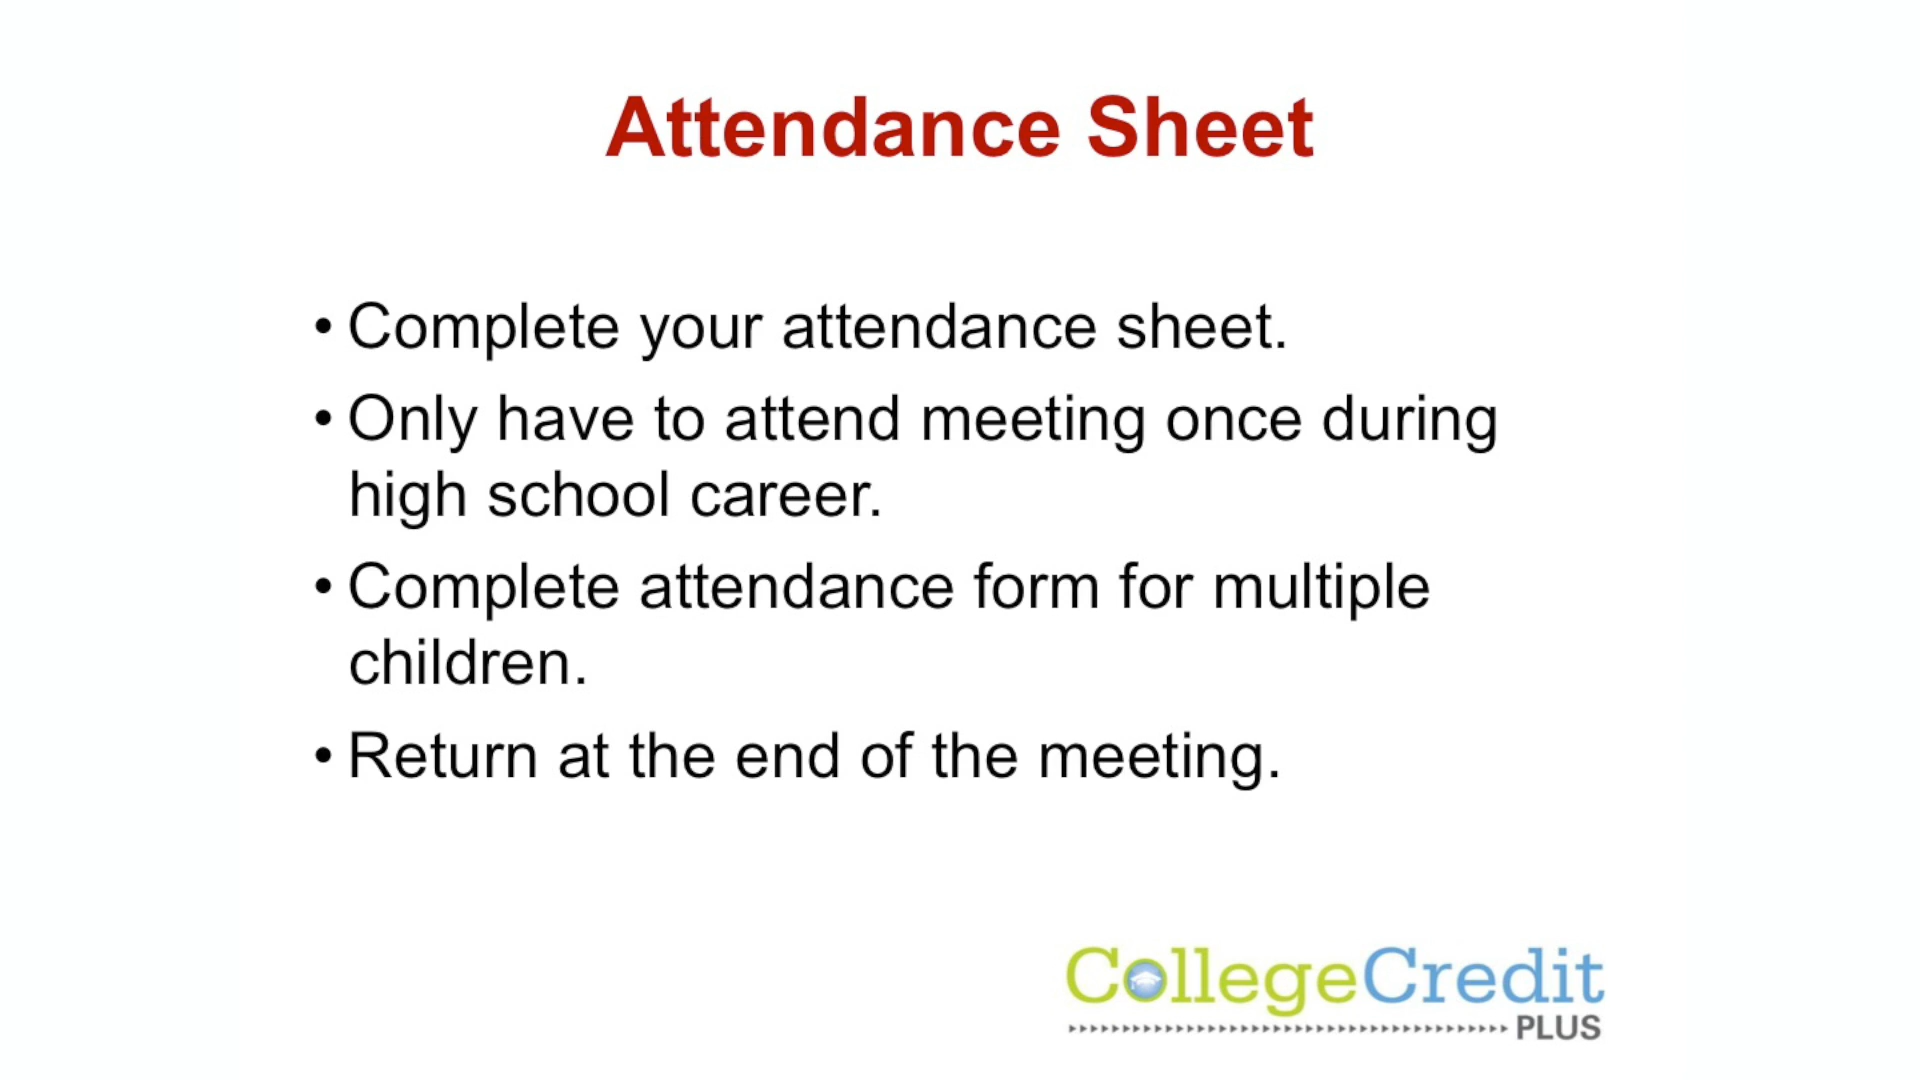 Attendance Sheet
• Complete your attendance sheet.
• Only have to attend meeting once during
high school career.
• Complete attendance form for multiple
children.
• Return at the end of the meeting.
CollegeCredit
PLUS